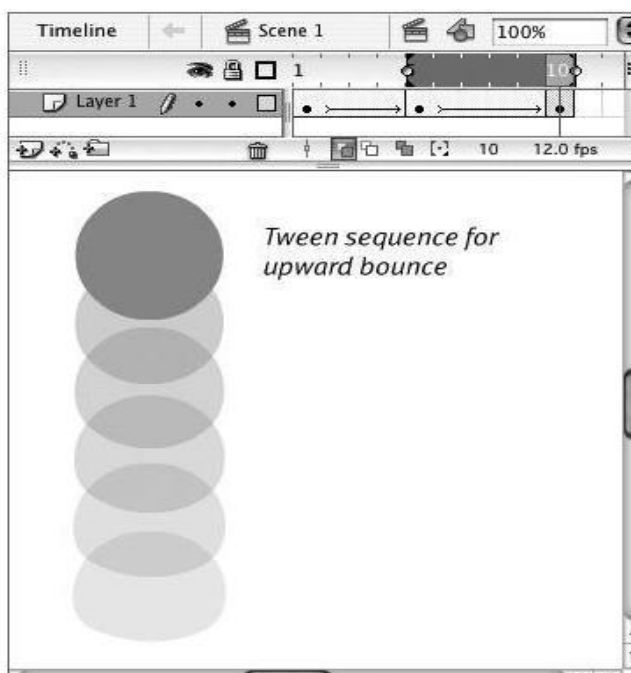 Timeline Scene 1 100%
1 10
Layer 1
10 12.0 fps
Tween sequence for
upward bounce